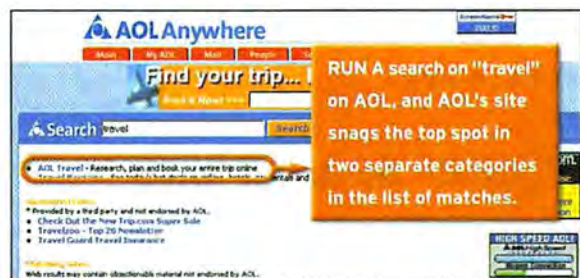 AOL Anywhere
Main My AOL Mail People
Find your trip...
RUN A search on "travel"
on AOL, and AOL's site
snags the top spot in
two separate categories
in the list of matches.
Search travel Search
AOL Travel - Research, plan and book your entire trip online
* Provided by a third party and not endorsed by AOL.
Check Out the New Trip.com Super Sale
Travelzoo - Top 20 Newsletter
Travel Guard Travel Insurance
HIGH SPEED AOL!
Web results may contain objectionable material not endorsed by AOL.